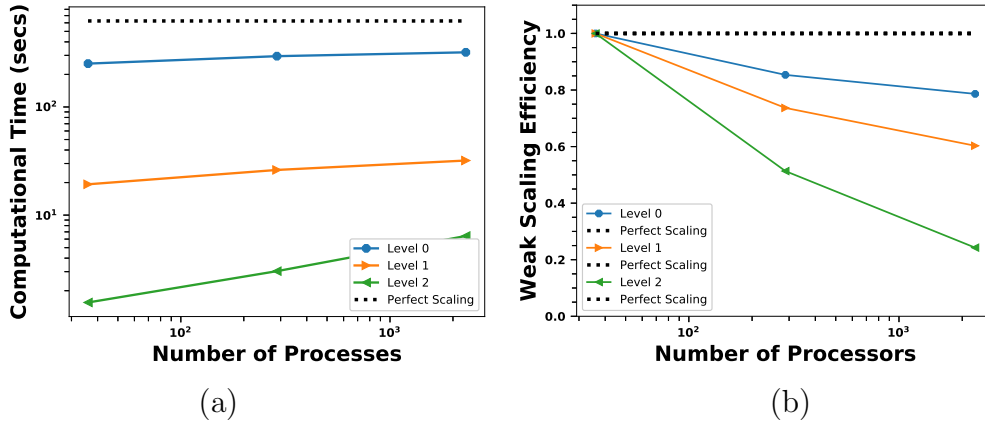 Computational Time (secs)
10²
10¹
10²
10³
Number of Processes
Level 0
Level 1
Level 2
Perfect Scaling
(a)
Weak Scaling Efficiency
1.0
0.8
0.6
0.4
0.2
0.0
10²
10³
Number of Processors
Level 0
Perfect Scaling
Level 1
Perfect Scaling
Level 2
Perfect Scaling
(b)